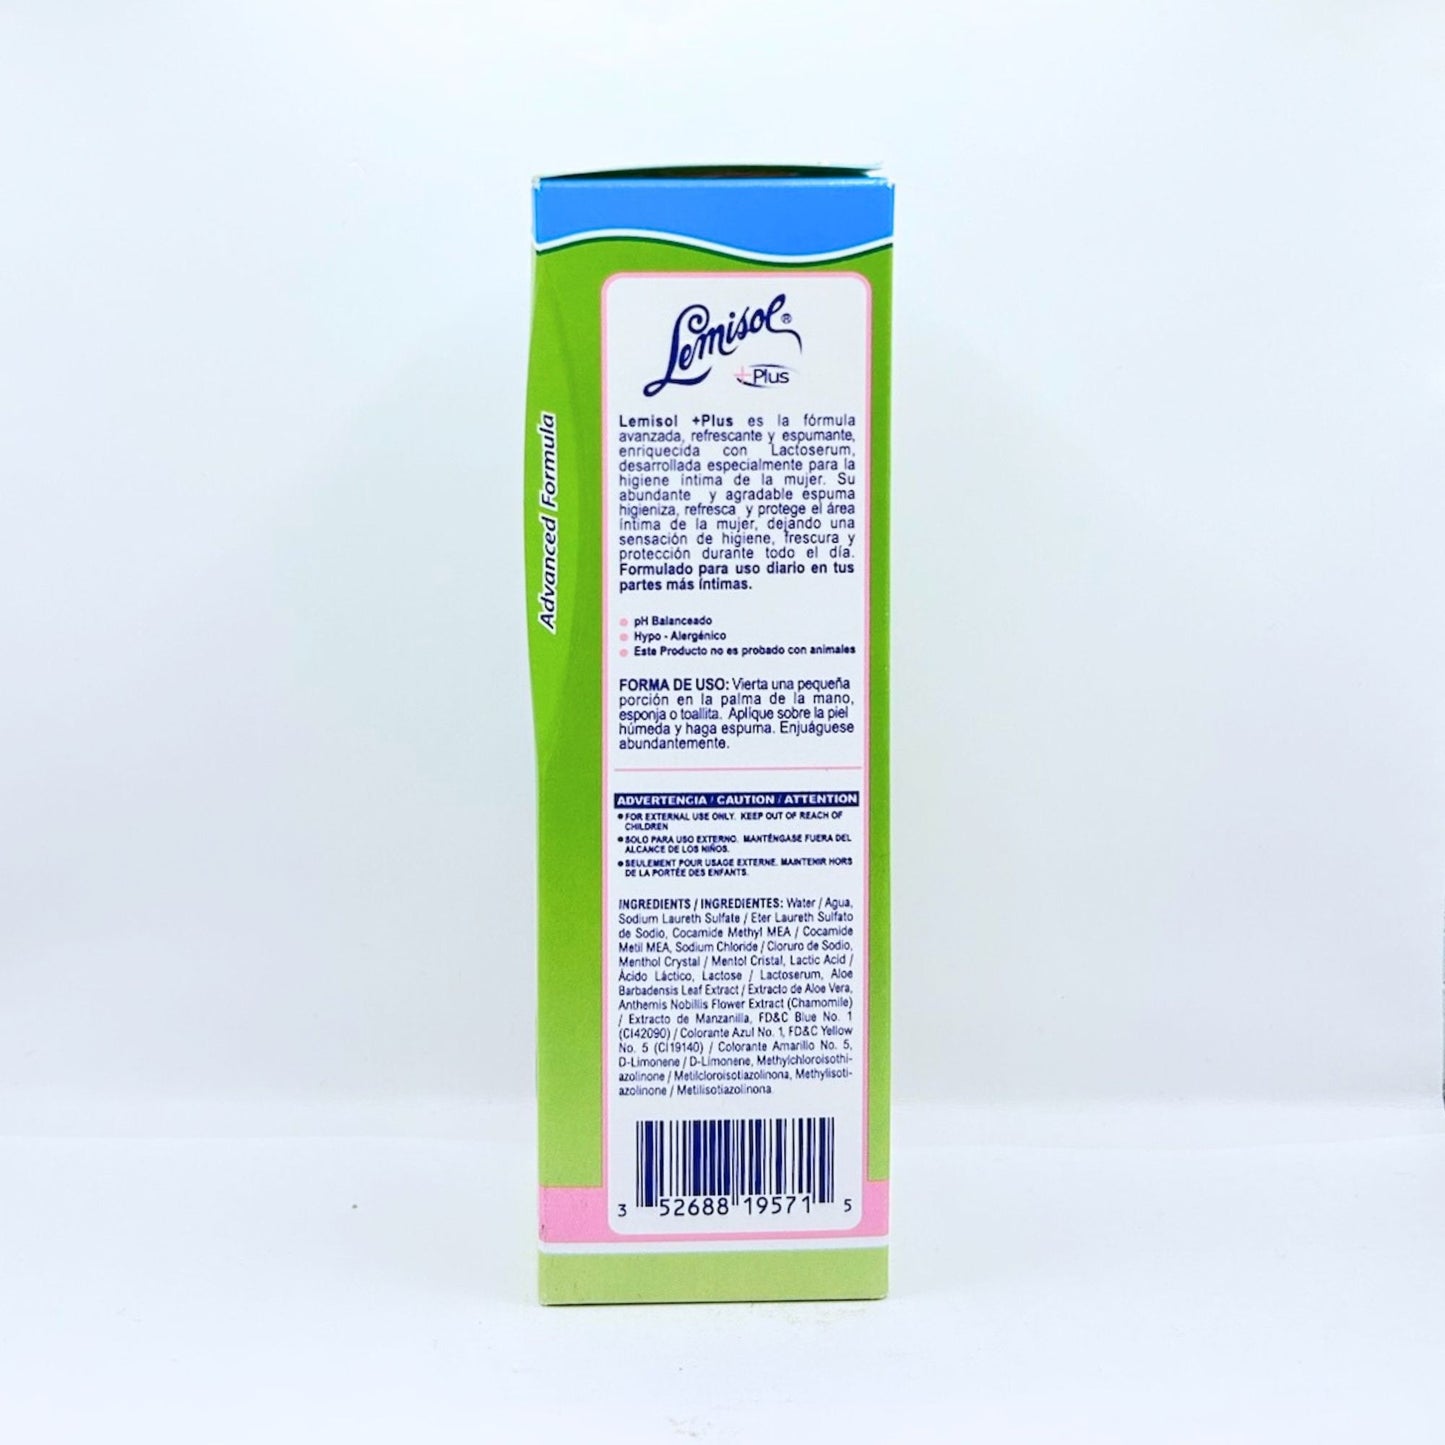 Lemisol®
+Plus
Lemisol +Plus es la fórmula
avanzada, refrescante y espumante,
enriquecida con Lactoserum,
desarrollada especialmente para la
higiene íntima de la mujer. Su
abundante y agradable espuma
higieniza, refresca y protege el área
íntima de la mujer, dejando una
sensación de higiene, frescura y
protección durante todo el día.
Formulado para uso diario en tus
partes más íntimas.
pH Balanceado
Hypo - Alergénico
Este Producto no es probado con animales
FORMA DE USO: Vierta una pequeña
porción en la palma de la mano,
esponja o toallita. Aplique sobre la piel
húmeda y haga espuma. Enjuáguese
abundantemente.
ADVERTENCIA / CAUTION / ATTENTION
FOR EXTERNAL USE ONLY. KEEP OUT OF REACH OF
CHILDREN
SOLO PARA USO EXTERNO. MANTÉNGASE FUERA DEL
ALCANCE DE LOS NIÑOS.
SEULEMENT POUR USAGE EXTERNE. MAINTENIR HORS
DE LA PORTÉE DES ENFANTS.
INGREDIENTS / INGREDIENTES: Water / Agua,
Sodium Laureth Sulfate / Eter Laureth Sulfato
de Sodio, Cocamide Methyl MEA / Cocamide
Metil MEA, Sodium Chloride / Cloruro de Sodio,
Menthol Crystal / Mentol Cristal, Lactic Acid /
Ácido Láctico, Lactose / Lactoserum, Aloe
Barbadensis Leaf Extract / Extracto de Aloe Vera,
Anthemis Nobilis Flower Extract (Chamomile)
/ Extracto de Manzanilla, FD&C Blue No. 1
(CI42090) / Colorante Azul No. 1, FD&C Yellow
No. 5 (CI19140) / Colorante Amarillo No. 5,
D-Limonene / D-Limonene, Methylchloroisothi-
azolinone / Metilcloroisotiazolinona, Methylisoti-
azolinone / Metilisotiazolinona
3 52688 19571 5
Advanced Formula